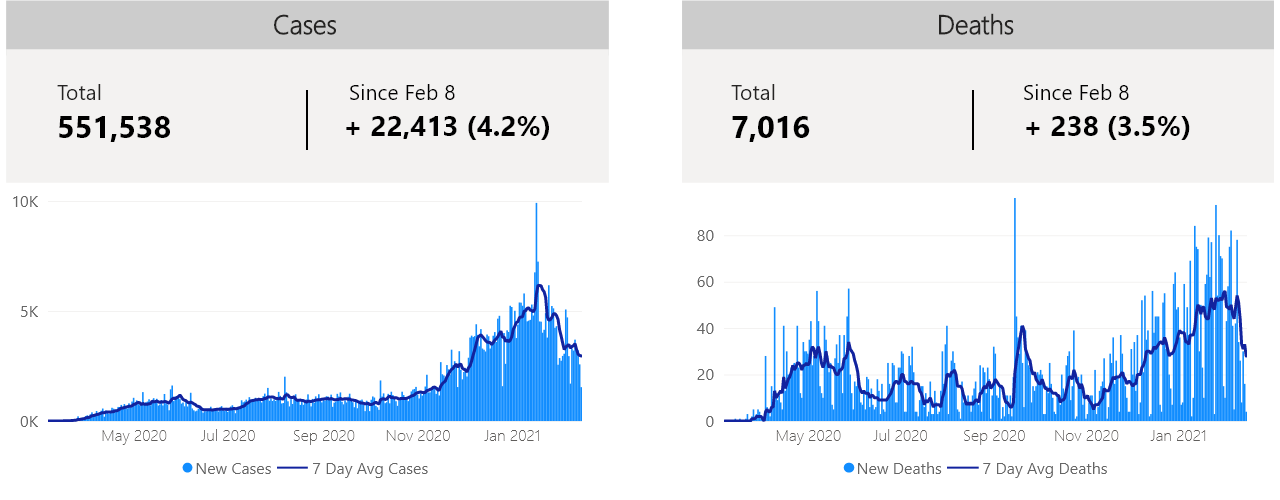 Cases
Total
Since Feb 8
551,538
+ 22,413 (4.2%)
10K
5K
0K
May 2020
Jul 2020
Sep 2020
Nov 2020
Jan 2021
New Cases
7 Day Avg Cases
Deaths
Total
Since Feb 8
7,016
+ 238 (3.5%)
80
60
40
20
0
May 2020
Jul 2020
Sep 2020
Nov 2020
Jan 2021
New Deaths
7 Day Avg Deaths